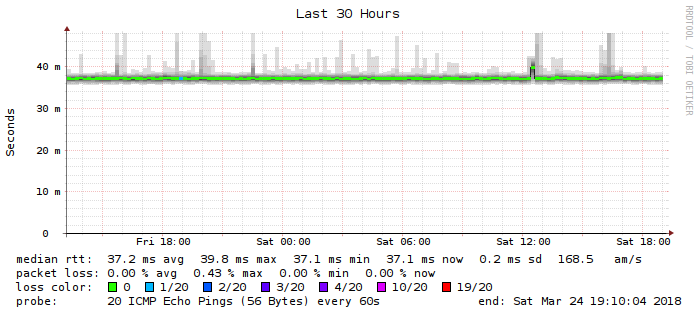 Last 30 Hours
RRDTOOL / TOBI OETIKER
Seconds
40 m
30 m
20 m
10 m
0
Fri 18:00 Sat 00:00 Sat 06:00 Sat 12:00 Sat 18:00
median rtt: 37.2 ms avg 39.8 ms max 37.1 ms min 37.1 ms now 0.2 ms sd 168.5 am/s
packet loss: 0.00 % avg 0.43 % max 0.00 % min 0.00 % now
loss color: 0 1/20 2/20 3/20 4/20 10/20 19/20
probe: 20 ICMP Echo Pings (56 Bytes) every 60s end: Sat Mar 24 19:10:04 2018